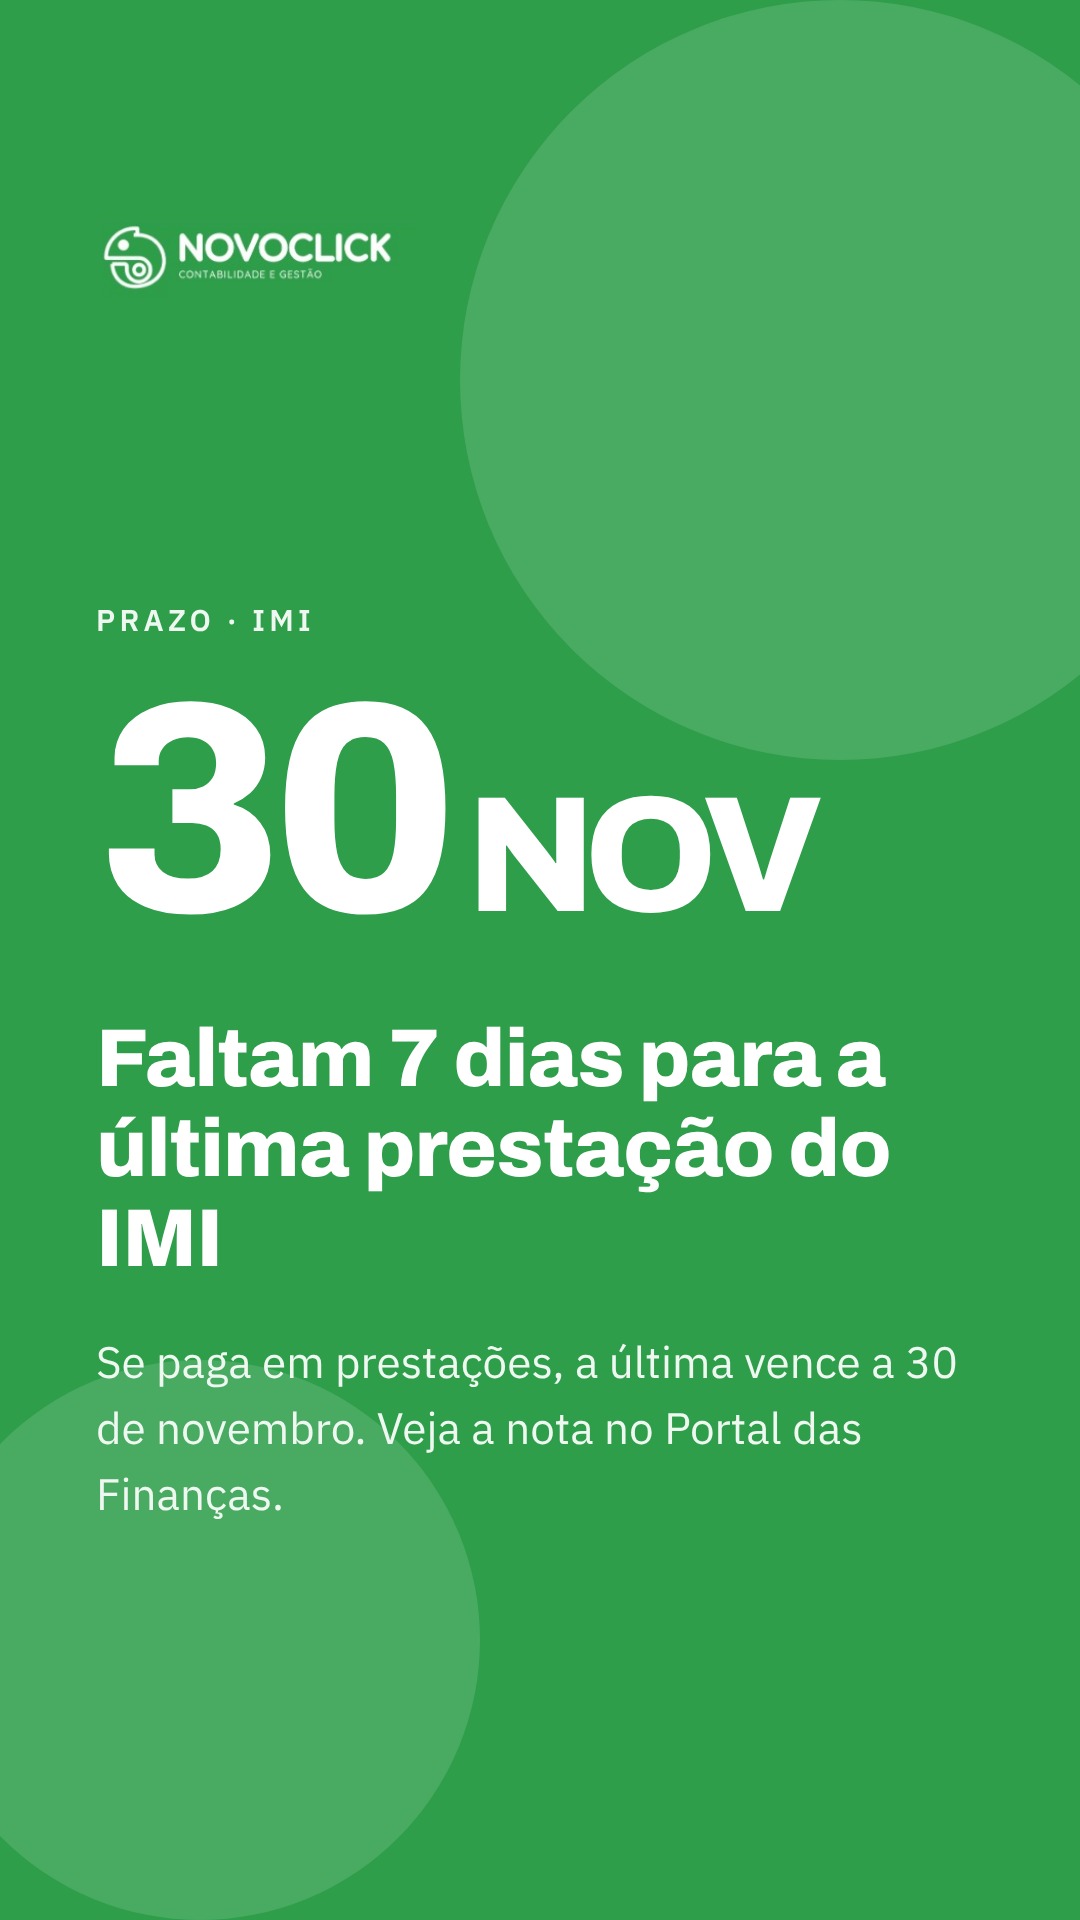 NOVOCLICK
CONTABILIDADE E GESTÃO
PRAZO · IMI
30 NOV
Faltam 7 dias para a
última prestação do
IMI
Se paga em prestações, a última vence a 30
de novembro. Veja a nota no Portal das
Finanças.